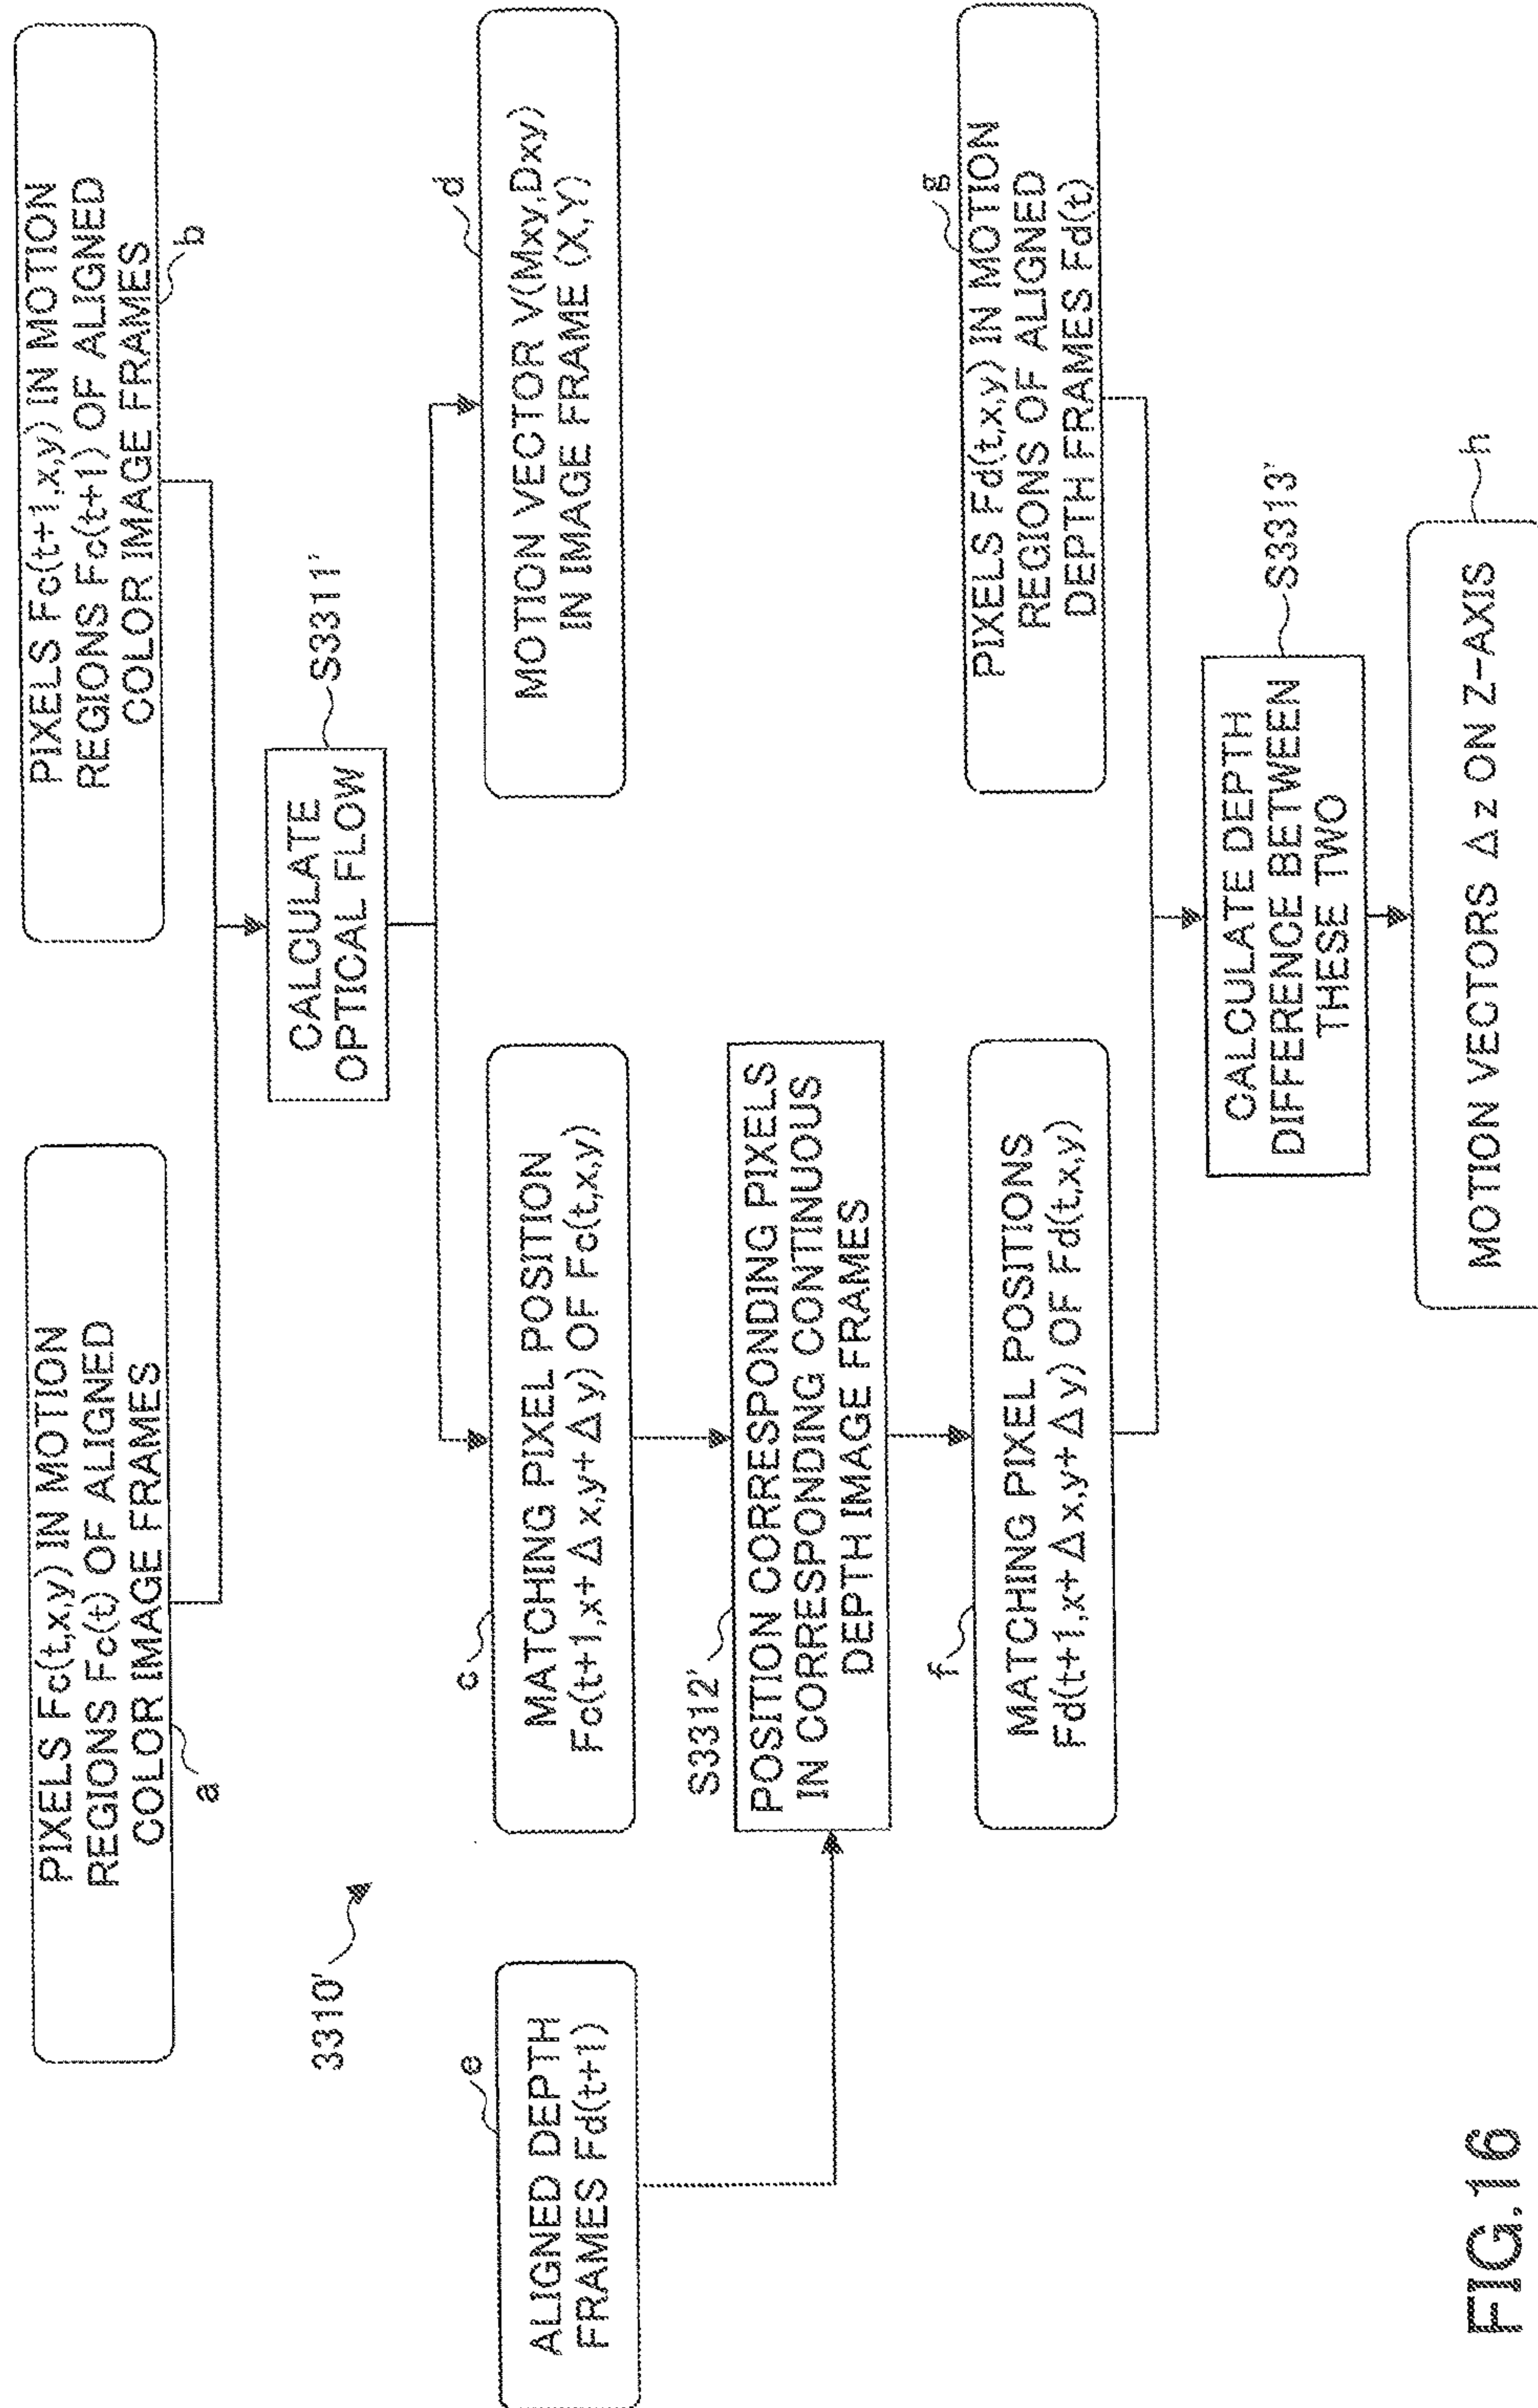 PIXELS Fc(t,x,y) IN MOTION
REGIONS Fc(t) OF ALIGNED
COLOR IMAGE FRAMES
a
PIXELS Fc(t+1,x,y) IN MOTION
REGIONS Fc(t+1) OF ALIGNED
COLOR IMAGE FRAMES
b
3310'
CALCULATE
OPTICAL FLOW
S3311'
c
MATCHING PIXEL POSITION
Fc(t+1,x+Δx,y+Δy) OF Fc(t,x,y)
d
MOTION VECTOR V(Mxy,Dxy)
IN IMAGE FRAME (X,Y)
e
ALIGNED DEPTH
FRAMES Fd(t+1)
S3312'
POSITION CORRESPONDING PIXELS
IN CORRESPONDING CONTINUOUS
DEPTH IMAGE FRAMES
f
MATCHING PIXEL POSITIONS
Fd(t+1,x+Δx,y+Δy) OF Fd(t,x,y)
g
PIXELS Fd(t,x,y) IN MOTION
REGIONS OF ALIGNED
DEPTH FRAMES Fd(t)
CALCULATE DEPTH
DIFFERENCE BETWEEN
THESE TWO
S3313'
MOTION VECTORS Δz ON Z-AXIS
h
FIG.16